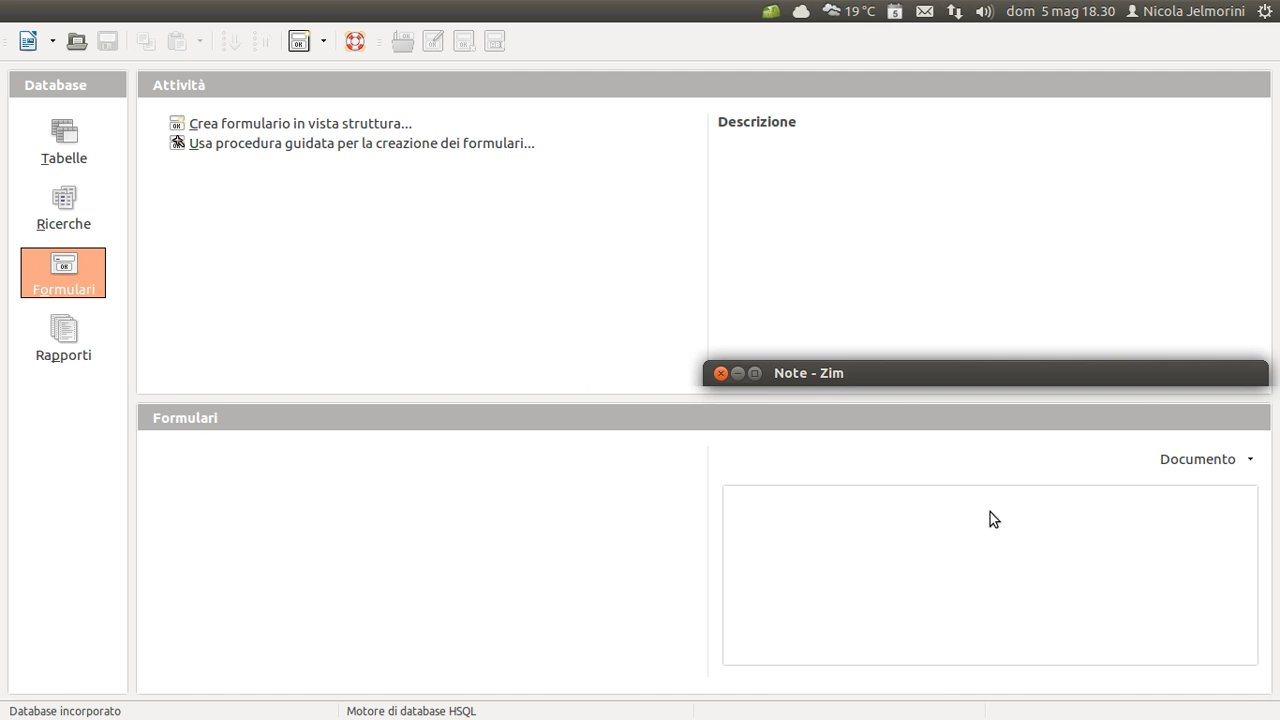 19 °C
5
dom 5 mag 18.30
Nicola Jelmorini
Database
Tabelle
Ricerche
OK
Formulari
Rapporti
Attività
Crea formulario in vista struttura...
Usa procedura guidata per la creazione dei formulari...
Descrizione
Note - Zim
Formulari
Documento
Database incorporato
Motore di database HSQL